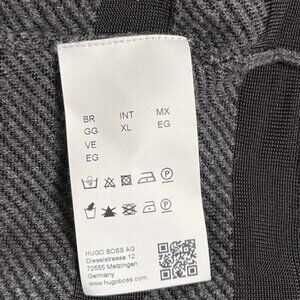 BR INT MX
GG XL EG
VE
EG
P
P
HUGO BOSS AG
Dieselstrasse 12
72555 Metzingen
Germany
www.hugoboss.com